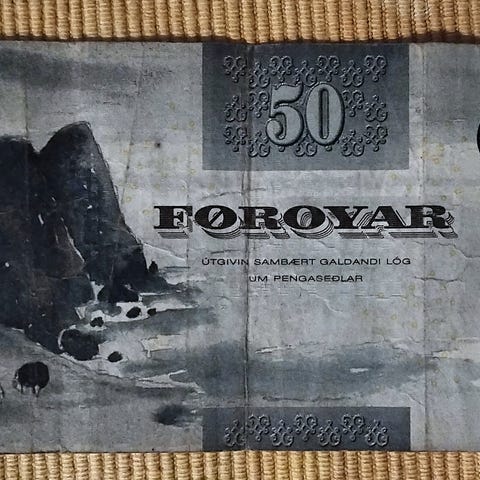 50
FØROYAR
ÚTGIVIN SAMBÆRT GALDANDI LÓG
UM PENGASEÐLAR